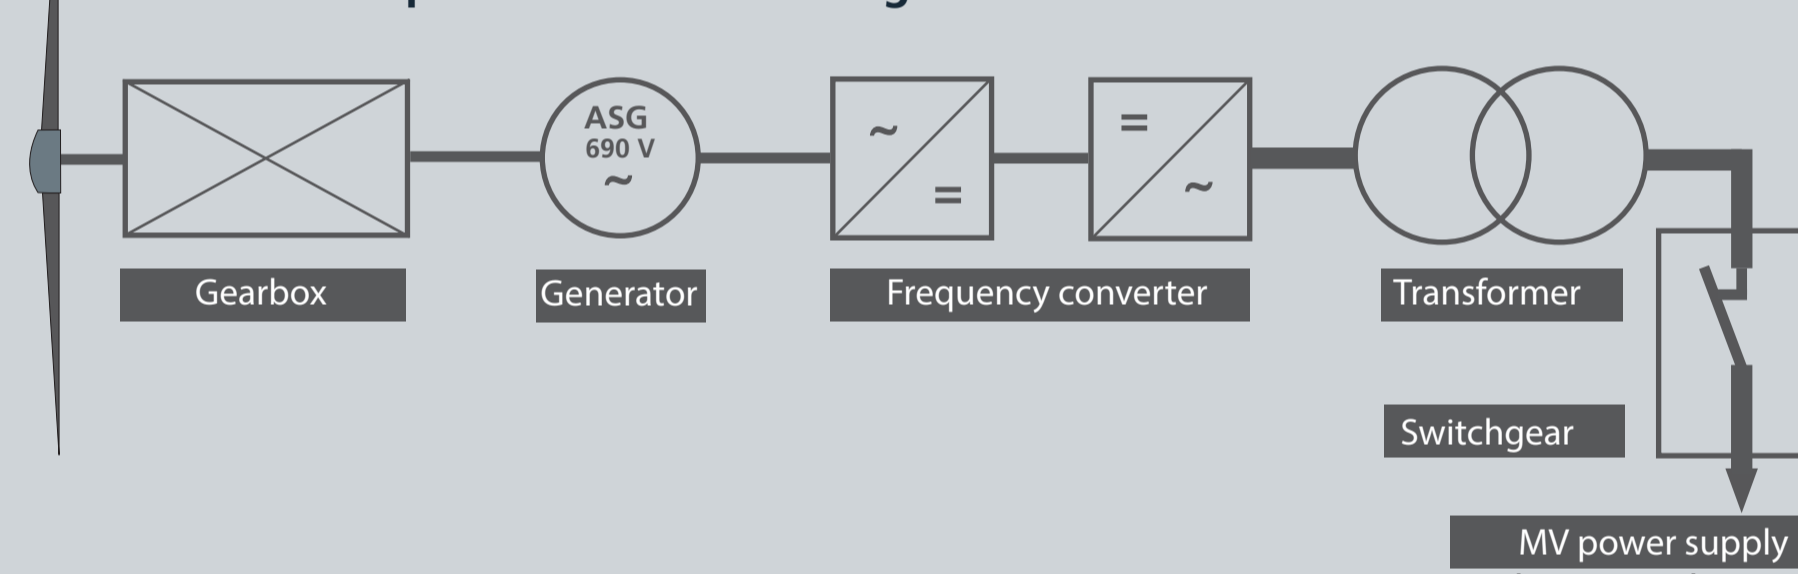 ASG
690 V
~
~
=
=
~
Gearbox
Generator
Frequency converter
Transformer
Switchgear
MV power supply